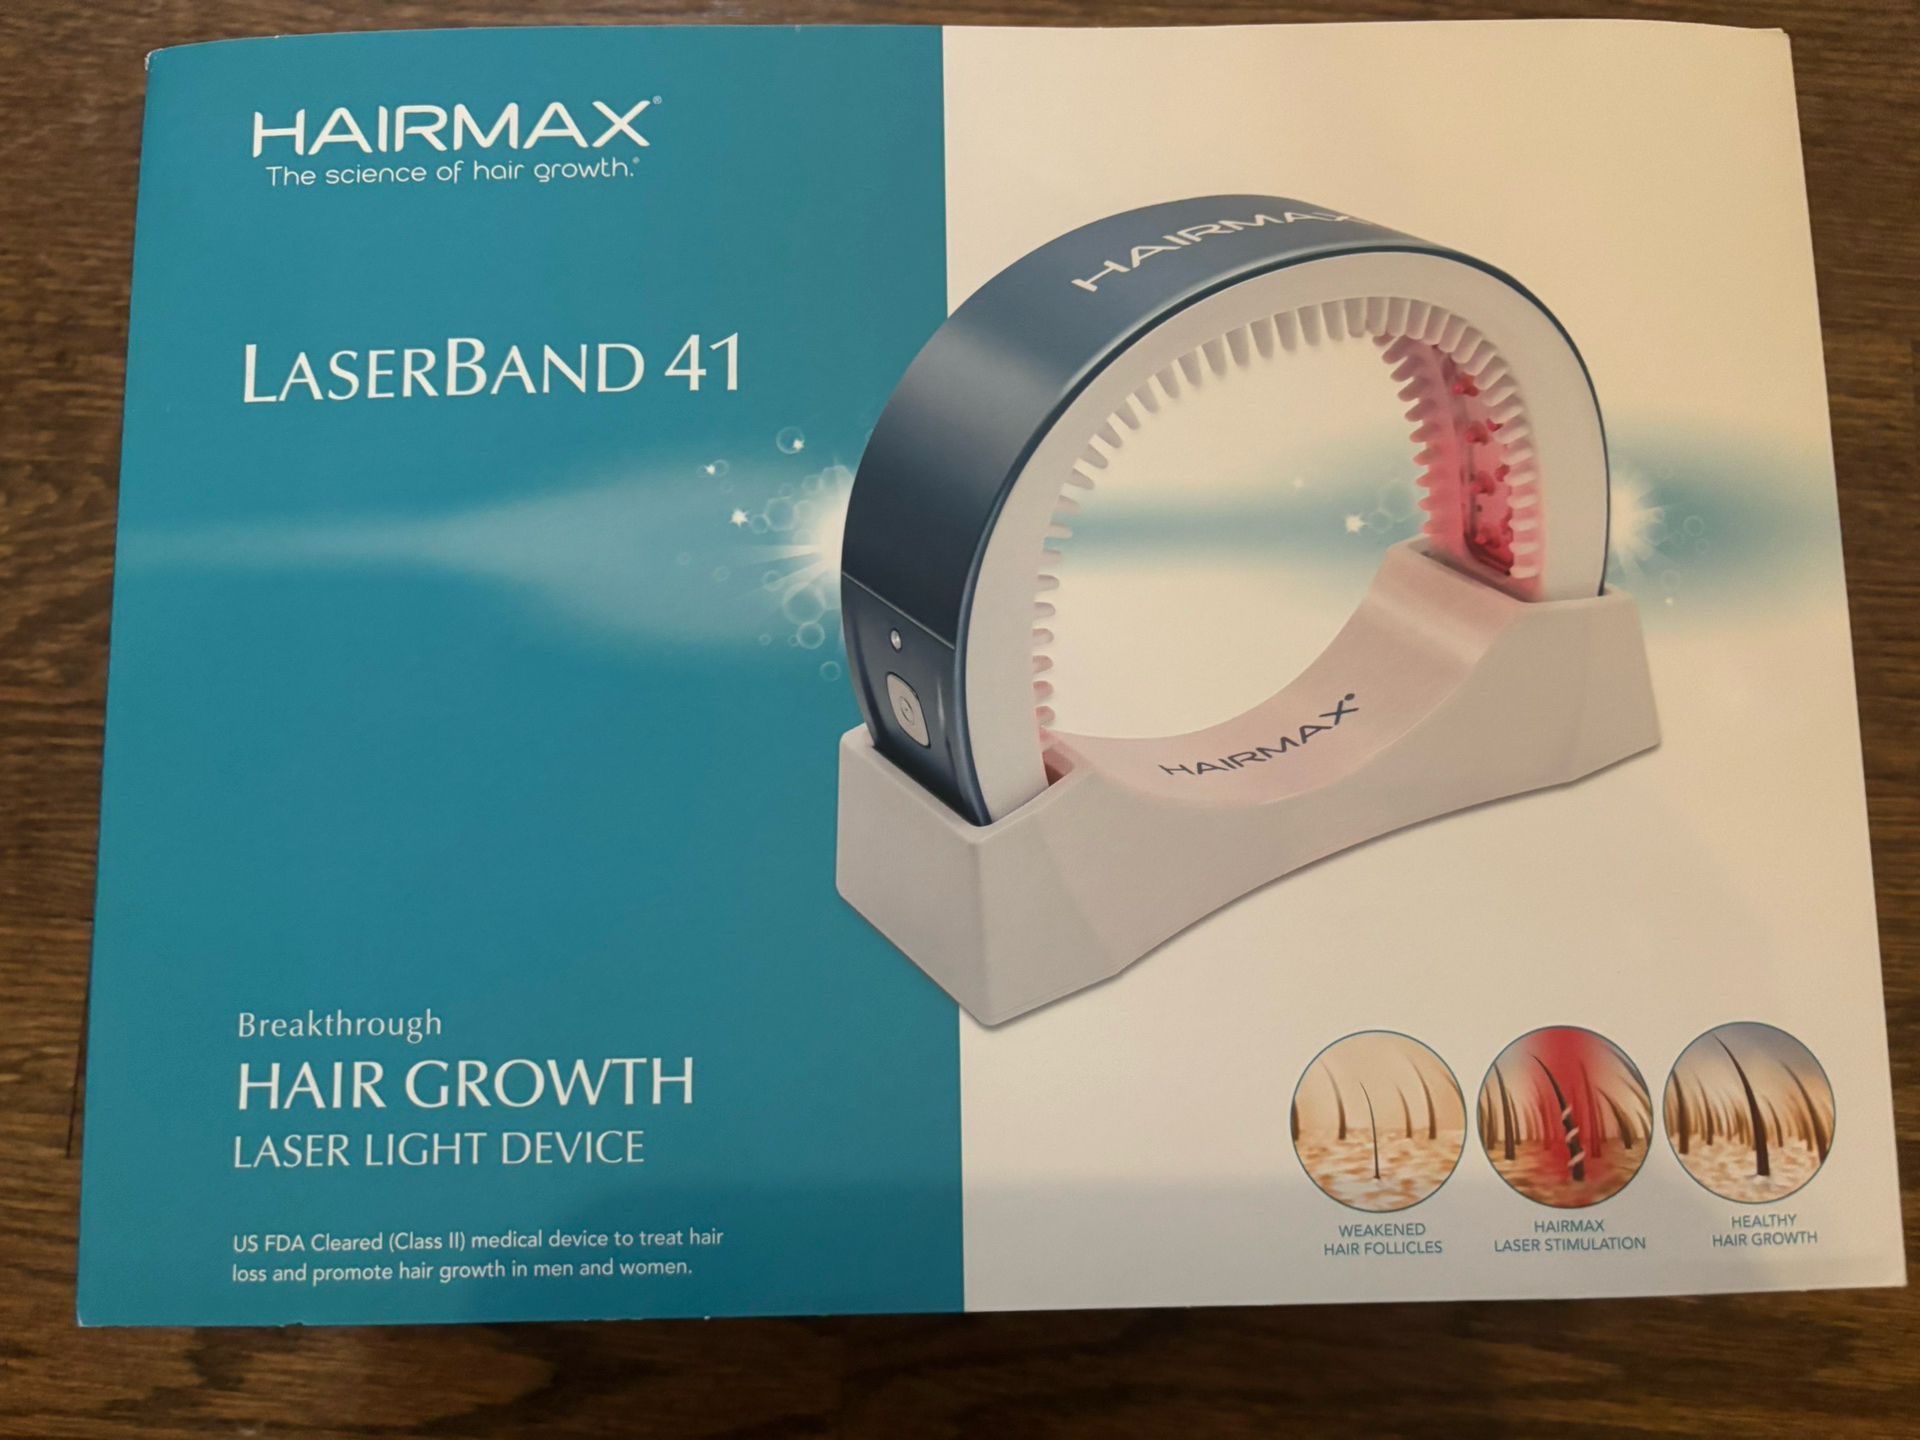 HAIRMAX®
The science of hair growth.®
LASERBAND 41
HAIRMAX
HAIRMAX
Breakthrough
HAIR GROWTH
LASER LIGHT DEVICE
US FDA Cleared (Class II) medical device to treat hair
loss and promote hair growth in men and women.
WEAKENED
HAIR FOLLICLES
HAIRMAX
LASER STIMULATION
HEALTHY
HAIR GROWTH